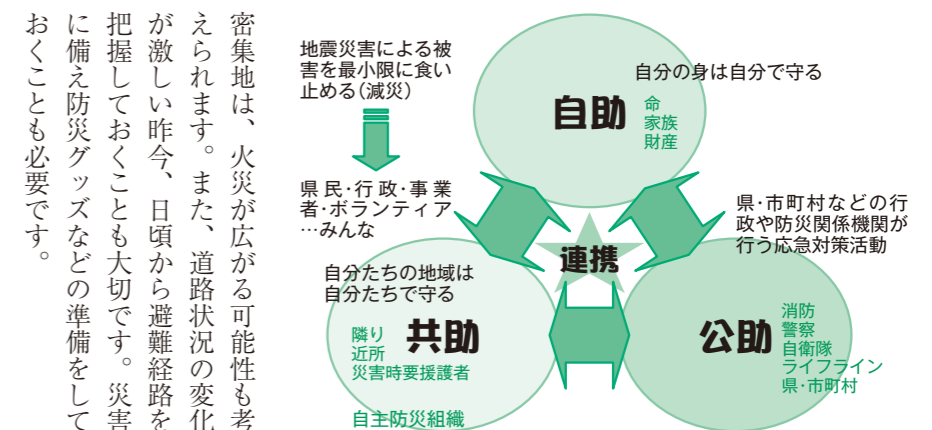 密集地は、火災が広がる可能性も考
えられます。また、道路状況の変化
が激しい昨今、日頃から避難経路を
把握しておくことも大切です。災害
に備え防災グッズなどの準備をして
おくことも必要です。
地震災害による被
害を最小限に食い
止める(減災)
県民・行政・事業
者・ボランティア
…みんな
自分の身は自分で守る
自助
命
家族
財産
連携
自分たちの地域は
自分たちで守る
共助
隣り
近所
災害時要援護者
自主防災組織
県・市町村などの行
政や防災関係機関が
行う応急対策活動
公助
消防
警察
自衛隊
ライフライン
県・市町村